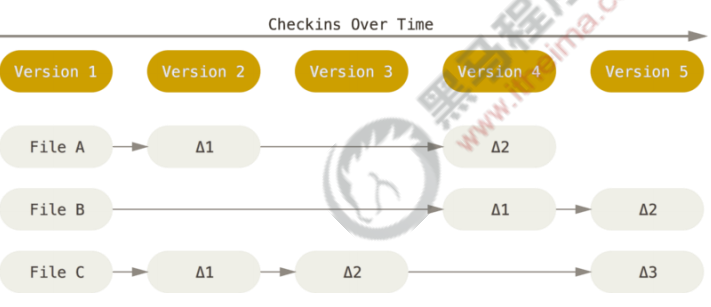 Checkins Over Time
Version 1 Version 2 Version 3 Version 4 Version 5
File A Δ1 Δ2
File B Δ1 Δ2
File C Δ1 Δ2 Δ3
黑马程
www.itheima.co